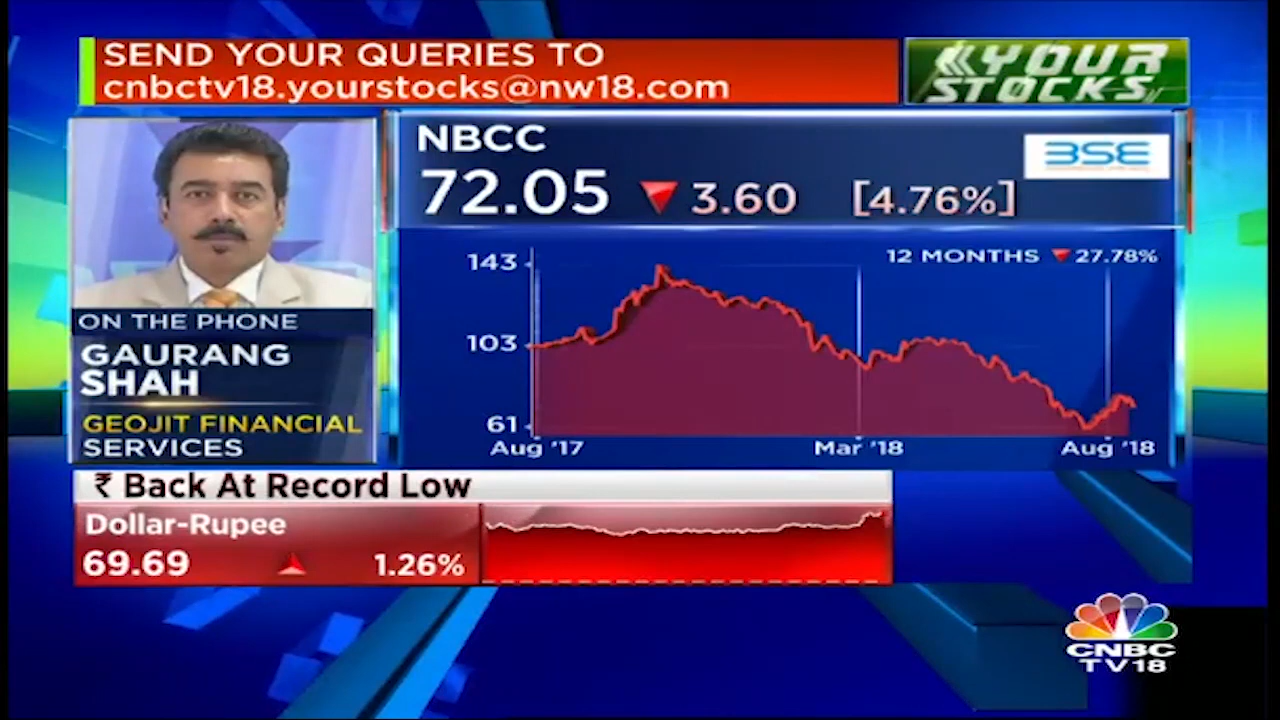 SEND YOUR QUERIES TO
cnbctv18.yourstocks@nw18.com
YOUR
STOCKS
NBCC
BSE
72.05 ▼ 3.60 [4.76%]
12 MONTHS ▼ 27.78%
143
103
61
Aug '17 Mar '18 Aug '18
ON THE PHONE
GAURANG
SHAH
GEOJIT FINANCIAL
SERVICES
₹ Back At Record Low
Dollar-Rupee
69.69 ▲ 1.26%
CNBC
TV18